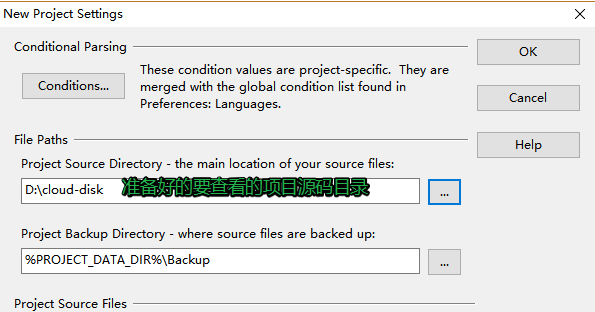 New Project Settings
Conditional Parsing
Conditions...
These condition values are project-specific.  They are
merged with the global condition list found in
Preferences: Languages.
OK
Cancel
Help
File Paths
Project Source Directory - the main location of your source files:
D:\cloud-disk 准备好的要查看的项目源码目录
...
Project Backup Directory - where source files are backed up:
%PROJECT_DATA_DIR%\Backup
...
Project Source Files